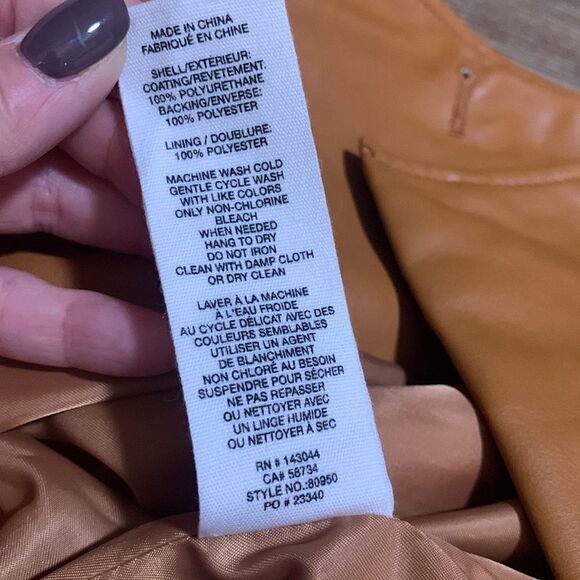 MADE IN CHINA
FABRIQUÉ EN CHINE
SHELL/EXTERIEUR:
COATING/REVETEMENT:
100% POLYURETHANE
BACKING/ENVERSE:
100% POLYESTER
LINING / DOUBLURE:
100% POLYESTER
MACHINE WASH COLD
GENTLE CYCLE WASH
WITH LIKE COLORS
ONLY NON-CHLORINE
BLEACH
WHEN NEEDED
HANG TO DRY
DO NOT IRON
CLEAN WITH DAMP CLOTH
OR DRY CLEAN
LAVER À LA MACHINE
À L'EAU FROIDE
AU CYCLE DÉLICAT AVEC DES
COULEURS SEMBLABLES
UTILISER UN AGENT
DE BLANCHIMENT
NON CHLORÉ AU BESOIN
SUSPENDRE POUR SÉCHER
NE PAS REPASSER
OU NETTOYER AVEC
UN LINGE HUMIDE
OU NETTOYER À SEC
RN # 143044
CA# 58734
STYLE NO.:80950
PO # 23340